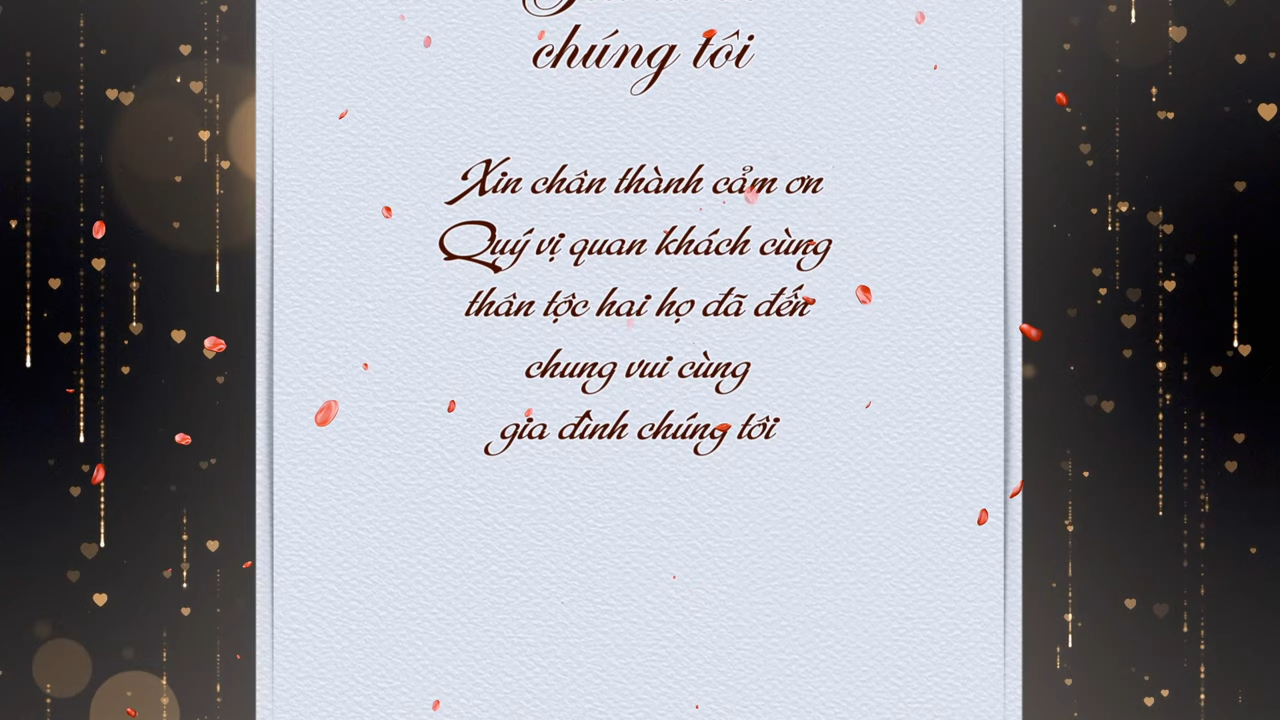 chúng tôi
Xin chân thành cảm ơn
Quý vị quan khách cùng
thân tộc hai họ đã đến
chung vui cùng
gia đình chúng tôi